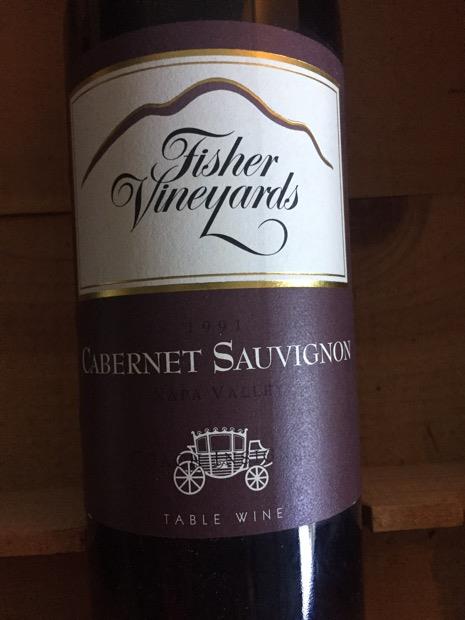 Fisher
Vineyards
1991
CABERNET SAUVIGNON
NAPA VALLEY
TABLE WINE